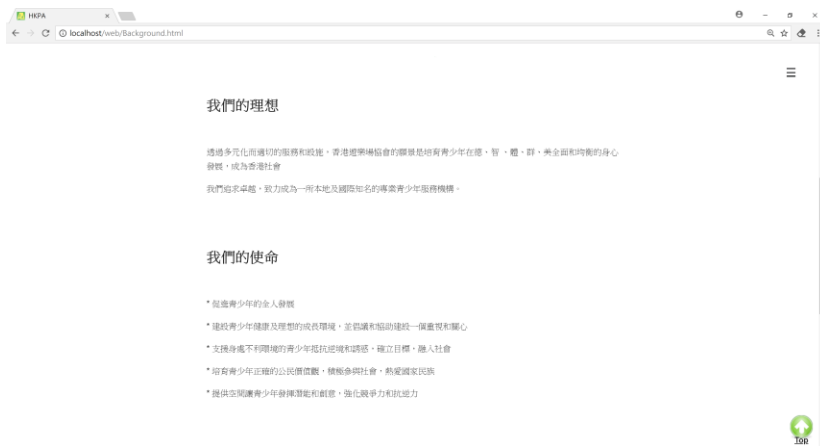 HKPA
localhost/web/Background.html
我們的理想
透過多元化而適切的服務和設施，香港遊樂場協會的願景是培育青少年在德、智 、體、群、美全面和均衡的身心
發展，成為香港社會
我們追求卓越，致力成為一所本地及國際知名的專業青少年服務機構。
我們的使命
* 促進青少年的全人發展
* 建設青少年健康及理想的成長環境，並倡議和協助建設一個重視和關心
* 支援身處不利環境的青少年抵抗逆境和誘惑，確立目標，融入社會
* 培育青少年正確的公民價值觀，積極參與社會，熱愛國家民族
* 提供空間讓青少年發揮潛能和創意，強化競爭力和抗逆力
Top